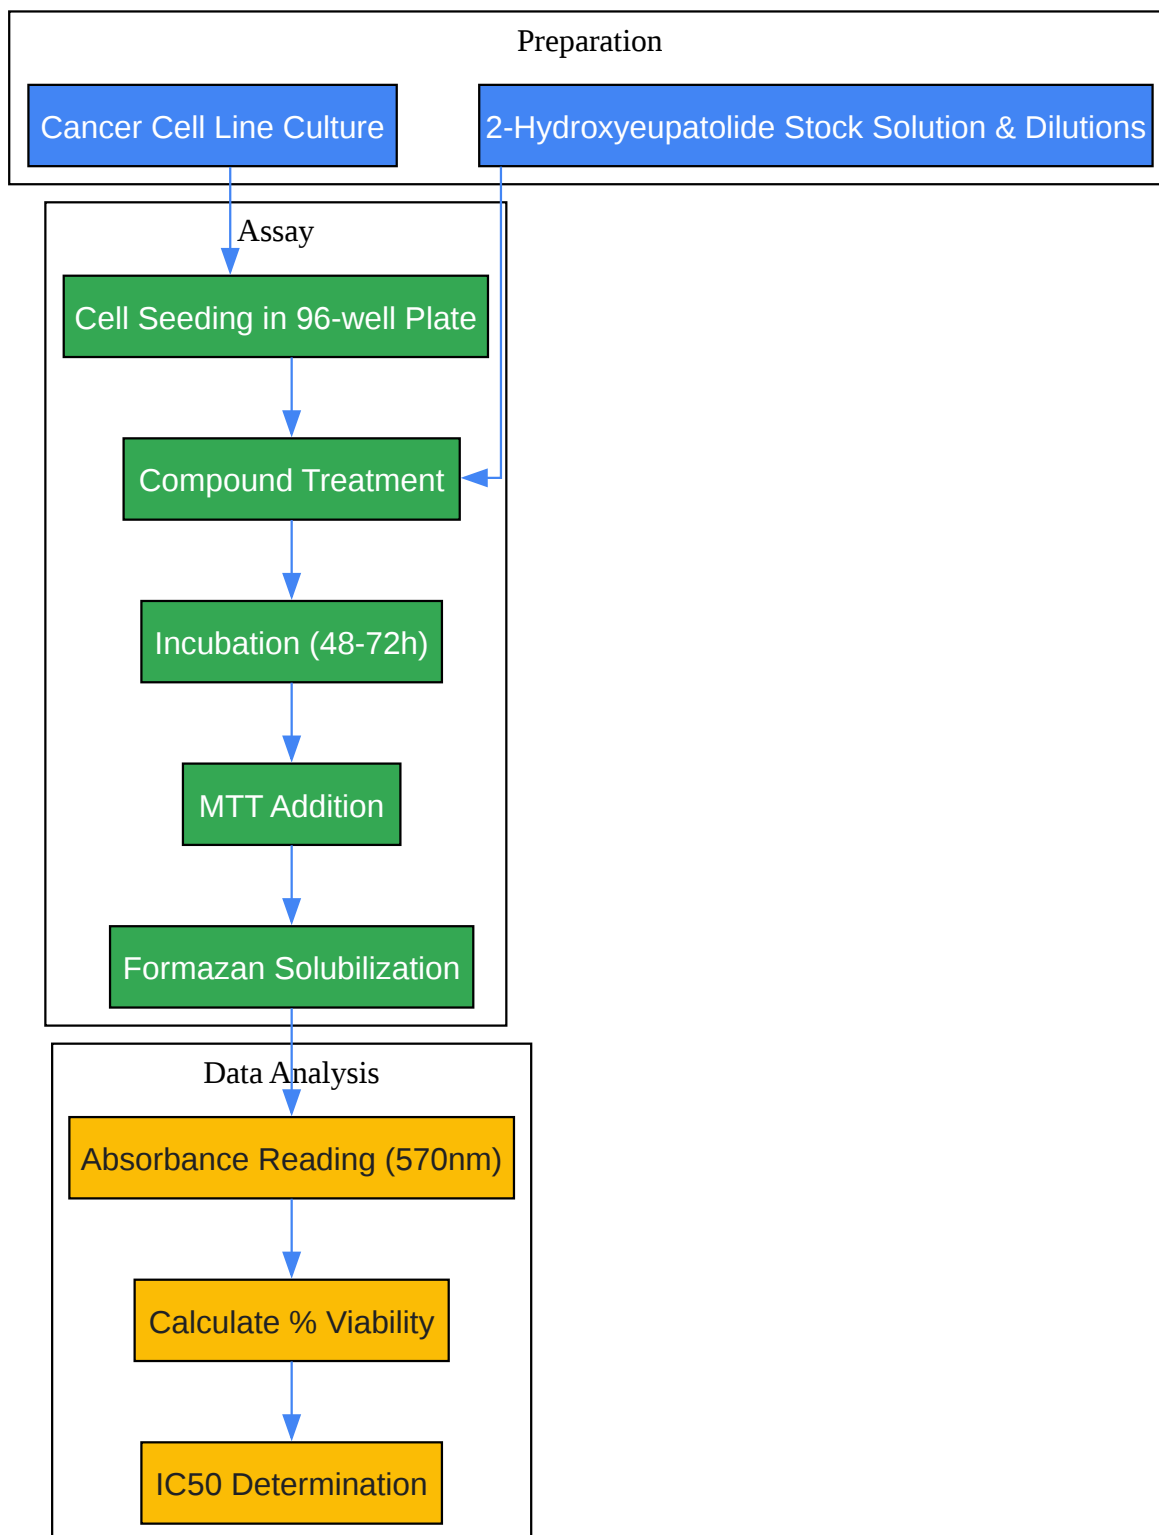 Preparation
Cancer Cell Line Culture
2-Hydroxyeupatolide Stock Solution & Dilutions
Assay
Cell Seeding in 96-well Plate
Compound Treatment
Incubation (48-72h)
MTT Addition
Formazan Solubilization
Data Analysis
Absorbance Reading (570nm)
Calculate % Viability
IC50 Determination